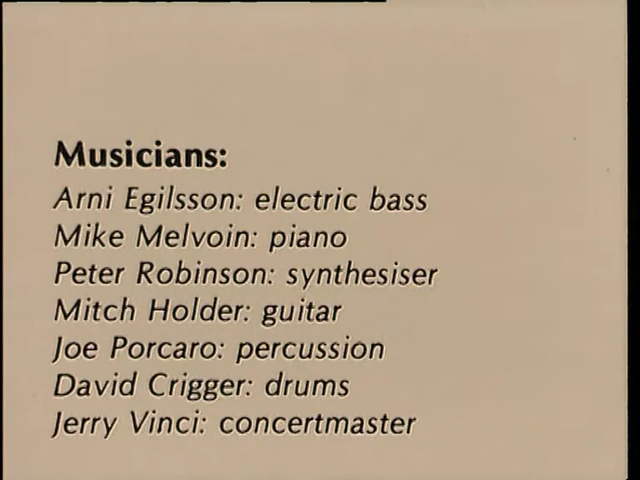 Musicians:
Arni Egilsson: electric bass
Mike Melvoin: piano
Peter Robinson: synthesiser
Mitch Holder: guitar
Joe Porcaro: percussion
David Crigger: drums
Jerry Vinci: concertmaster